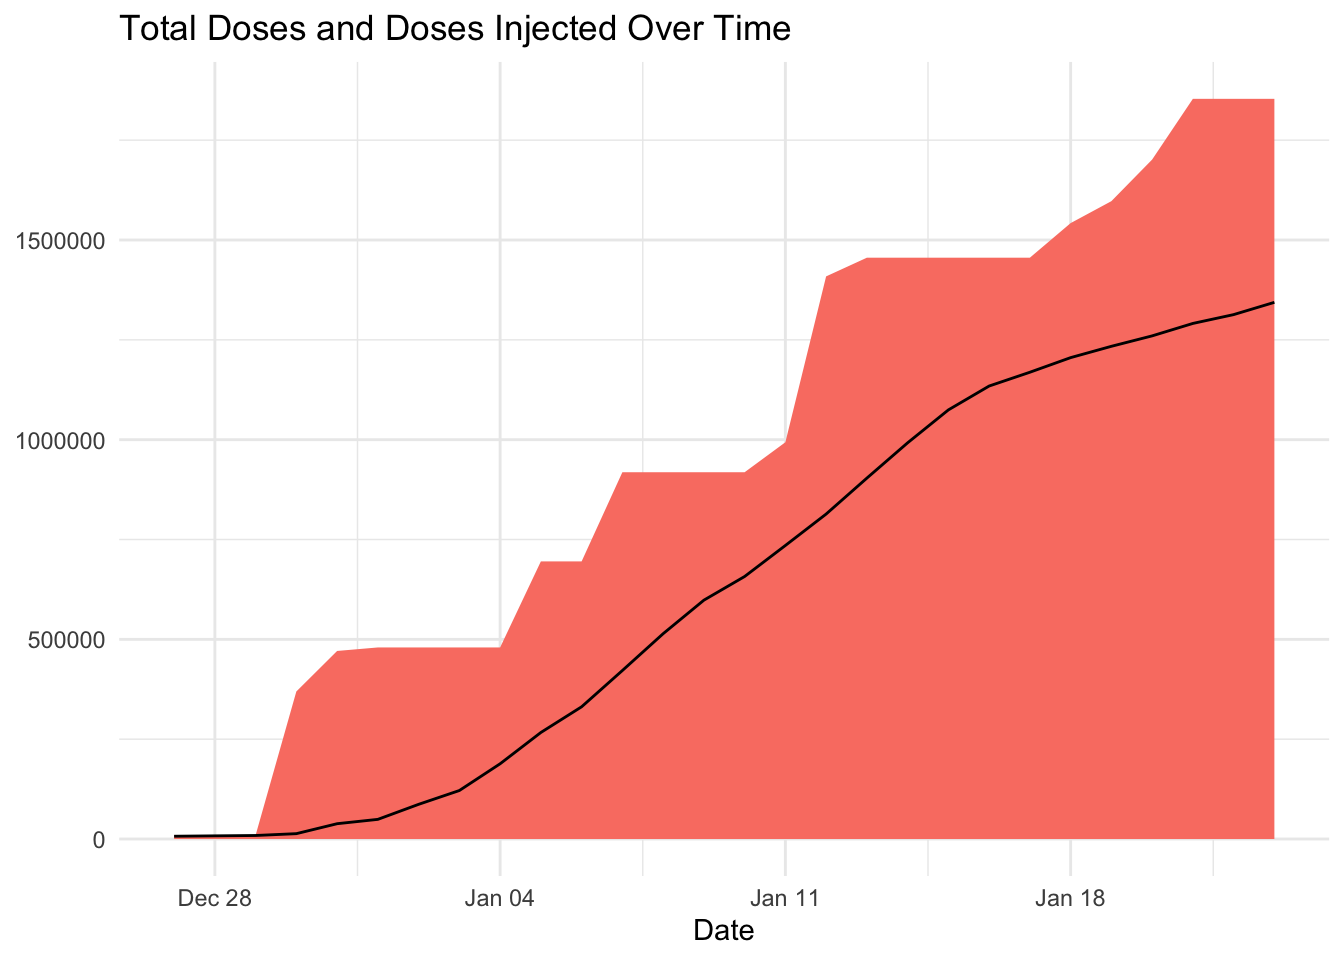 Total Doses and Doses Injected Over Time
1500000
1000000
500000
0
Dec 28 Jan 04 Jan 11 Jan 18
Date